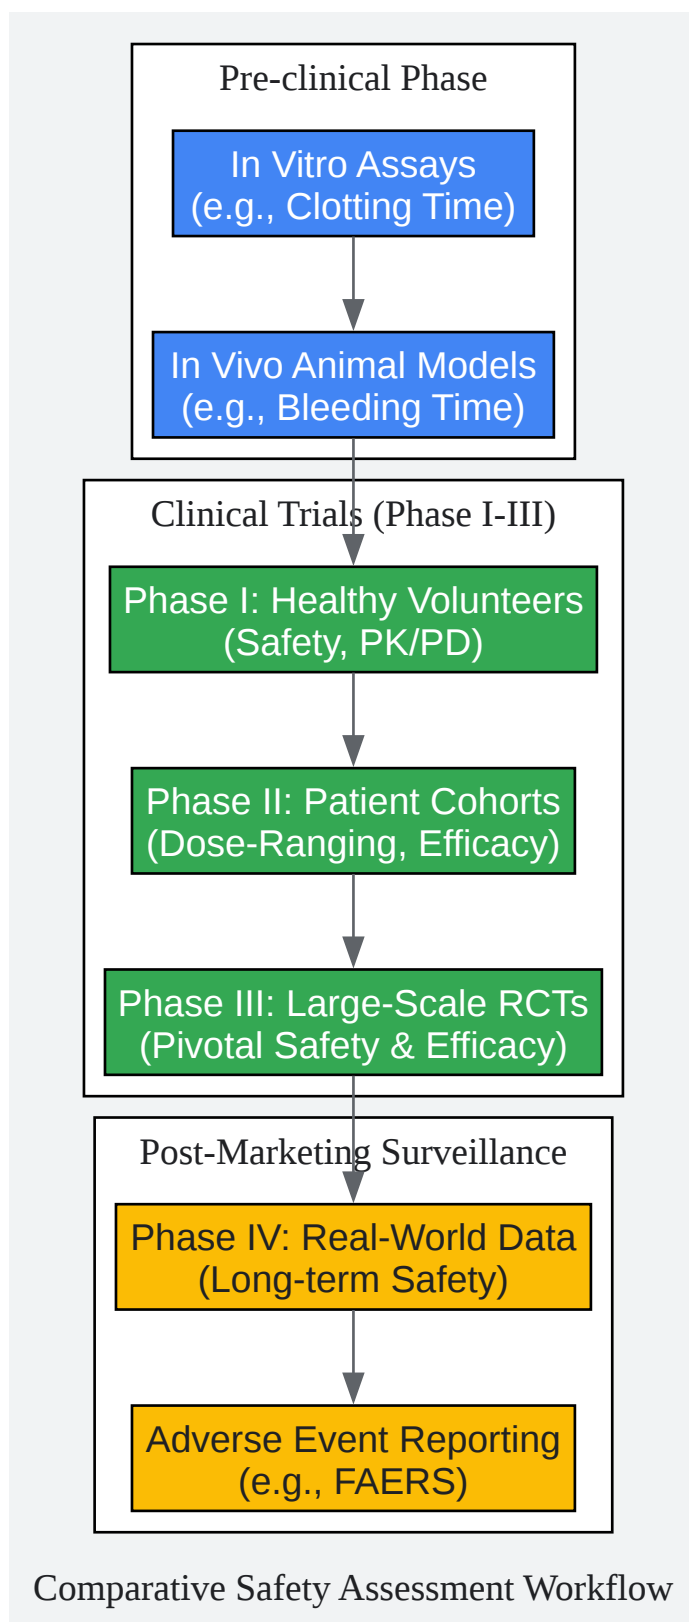 Pre-clinical Phase
In Vitro Assays
(e.g., Clotting Time)
In Vivo Animal Models
(e.g., Bleeding Time)
Clinical Trials (Phase I-III)
Phase I: Healthy Volunteers
(Safety, PK/PD)
Phase II: Patient Cohorts
(Dose-Ranging, Efficacy)
Phase III: Large-Scale RCTs
(Pivotal Safety & Efficacy)
Post-Marketing Surveillance
Phase IV: Real-World Data
(Long-term Safety)
Adverse Event Reporting
(e.g., FAERS)
Comparative Safety Assessment Workflow